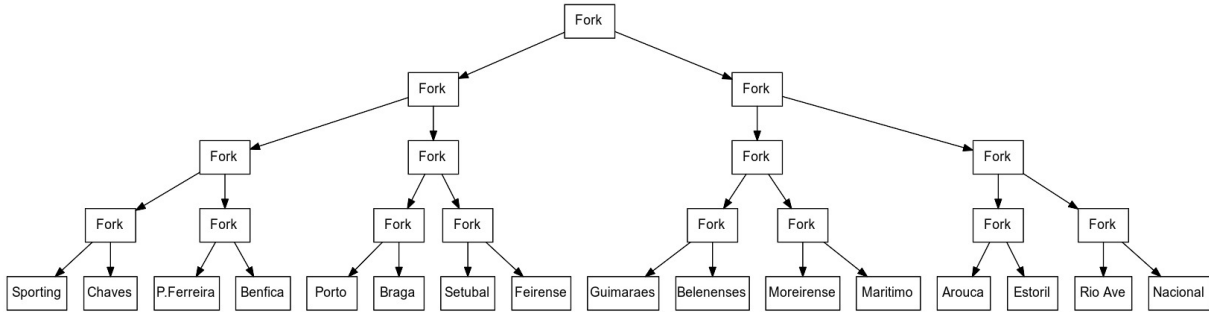 Fork
Fork Fork
Fork Fork Fork Fork
Fork Fork Fork Fork Fork Fork Fork Fork
Sporting Chaves P.Ferreira Benfica Porto Braga Setubal Feirense Guimaraes Belenenses Moreirense Maritimo Arouca Estoril Rio Ave Nacional